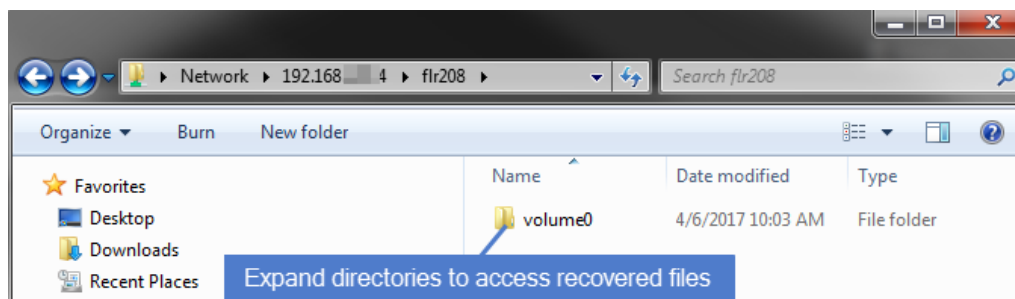 Network 192.168 4 flr208
Search flr208
Organize Burn New folder
Favorites
Desktop
Downloads
Recent Places
Name Date modified Type
volume0 4/6/2017 10:03 AM File folder
Expand directories to access recovered files